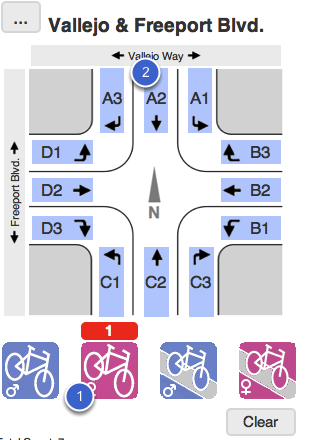 ...
Vallejo & Freeport Blvd.
Vallejo Way
2
A3 A2 A1
D1 B3
Freeport Blvd.
D2 B2
N
D3 B1
C1 C2 C3
1
1
Clear